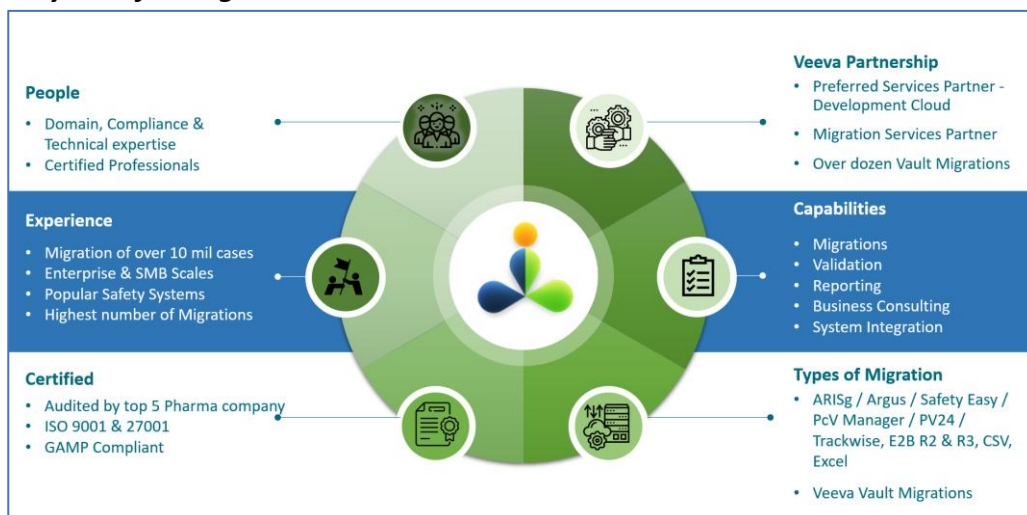 People
Domain, Compliance &
Technical expertise
Certified Professionals
Experience
Migration of over 10 mil cases
Enterprise & SMB Scales
Popular Safety Systems
Highest number of Migrations
Certified
Audited by top 5 Pharma company
ISO 9001 & 27001
GAMP Compliant
Veeva Partnership
Preferred Services Partner -
Development Cloud
Migration Services Partner
Over dozen Vault Migrations
Capabilities
Migrations
Validation
Reporting
Business Consulting
System Integration
Types of Migration
ARISg / Argus / Safety Easy /
PcV Manager / PV24 /
Trackwise, E2B R2 & R3, CSV,
Excel
Veeva Vault Migrations